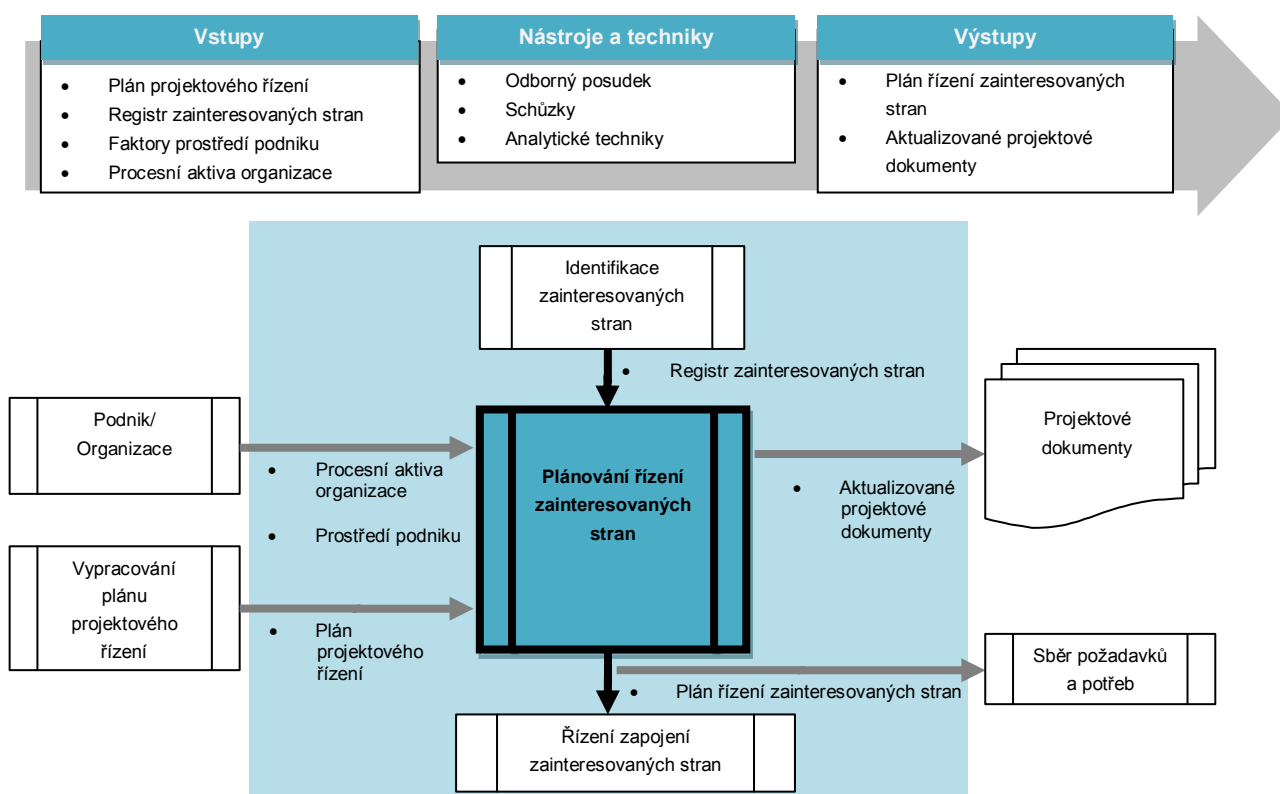 Vstupy
• Plán projektového řízení
• Registr zainteresovaných stran
• Faktory prostředí podniku
• Procesní aktiva organizace
Nástroje a techniky
• Odborný posudek
• Schůzky
• Analytické techniky
Výstupy
• Plán řízení zainteresovaných
stran
• Aktualizované projektové
dokumenty
Identifikace
zainteresovaných
stran
• Registr zainteresovaných stran
Podnik/
Organizace
• Procesní aktiva
organizace
• Prostředí podniku
Plánování řízení
zainteresovaných
stran
Projektové
dokumenty
• Aktualizované
projektové
dokumenty
Vypracování
plánu
projektového
řízení
• Plán
projektového
řízení
• Plán řízení zainteresovaných stran
Sběr požadavků
a potřeb
Řízení zapojení
zainteresovaných stran